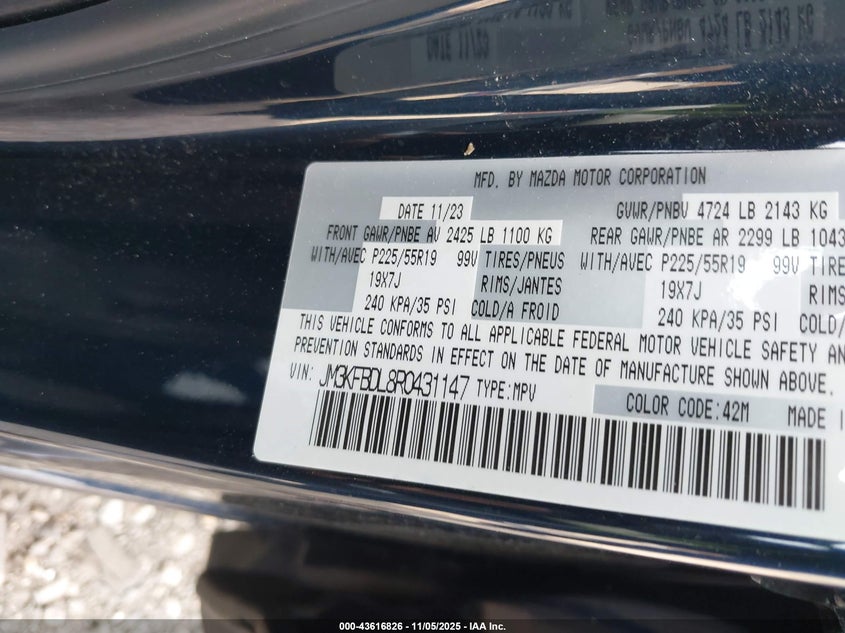 MFD. BY MAZDA MOTOR CORPORATION
DATE 11/23 GVWR/PNBV 4724 LB 2143 KG
FRONT GAWR/PNBE AV 2425 LB 1100 KG REAR GAWR/PNBE AR 2299 LB 1043
WITH/AVEC P225/55R19 99V TIRES/PNEUS WITH/AVEC P225/55R19 99V TIRE
19X7J RIMS/JANTES 19X7J RIMS
240 KPA/35 PSI COLD/A FROID 240 KPA/35 PSI COLD/
THIS VEHICLE CONFORMS TO ALL APPLICABLE FEDERAL MOTOR VEHICLE SAFETY AN
PREVENTION STANDARDS IN EFFECT ON THE DATE OF MANUFACTURE SHOWN ABOVE.
VIN: JM3KFBDL8R0431147 TYPE:MPV COLOR CODE:42M MADE I
000-43616826 - 11/05/2025 - IAA Inc.